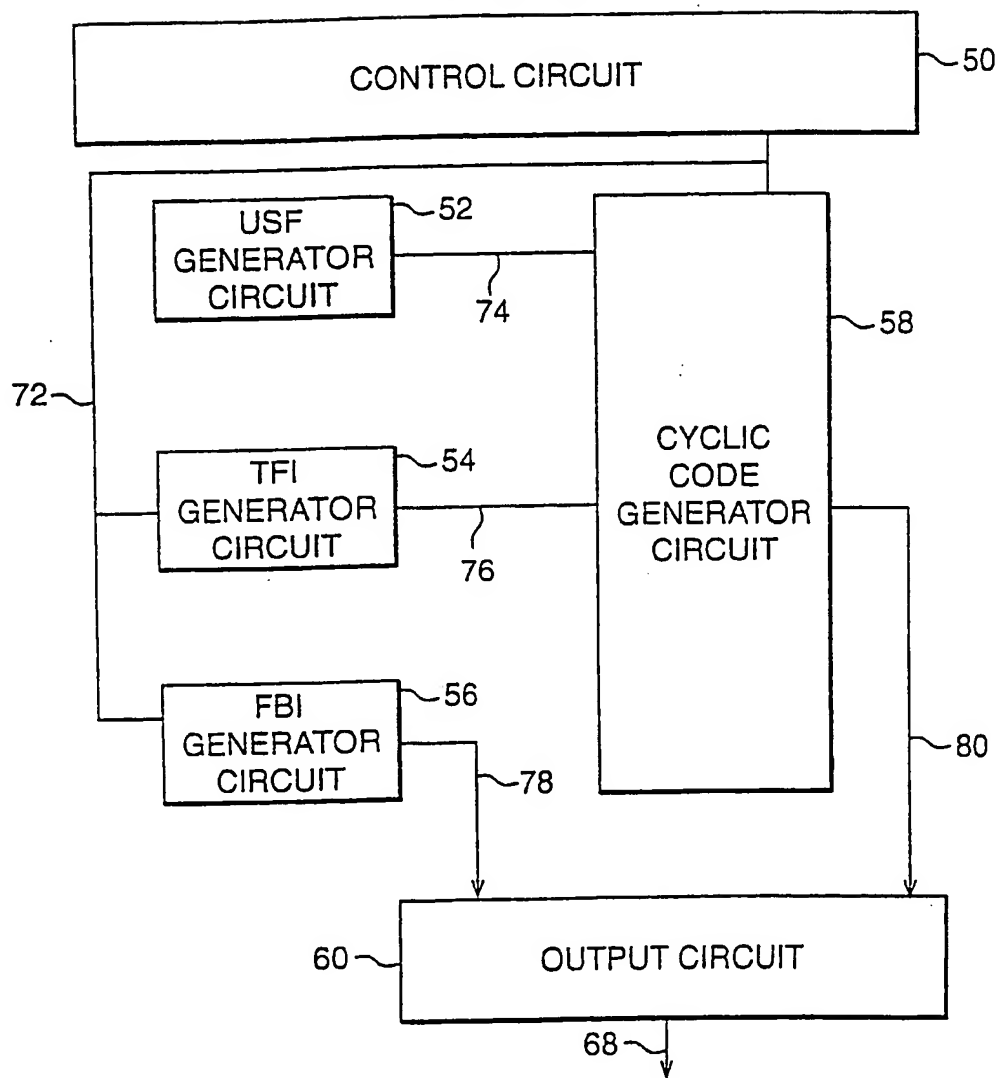 CONTROL CIRCUIT
50
USF
GENERATOR
CIRCUIT
52
74
58
72
TFI
GENERATOR
CIRCUIT
54
76
CYCLIC
CODE
GENERATOR
CIRCUIT
FBI
GENERATOR
CIRCUIT
56
78
80
60
OUTPUT CIRCUIT
68